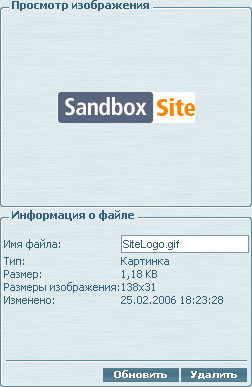 Просмотр изображения
Sandbox Site
Информация о файле
Имя файла: SiteLogo.gif
Тип: Картинка
Размер: 1,18 KB
Размеры изображения: 138x31
Изменено: 25.02.2006 18:23:28
Обновить Удалить